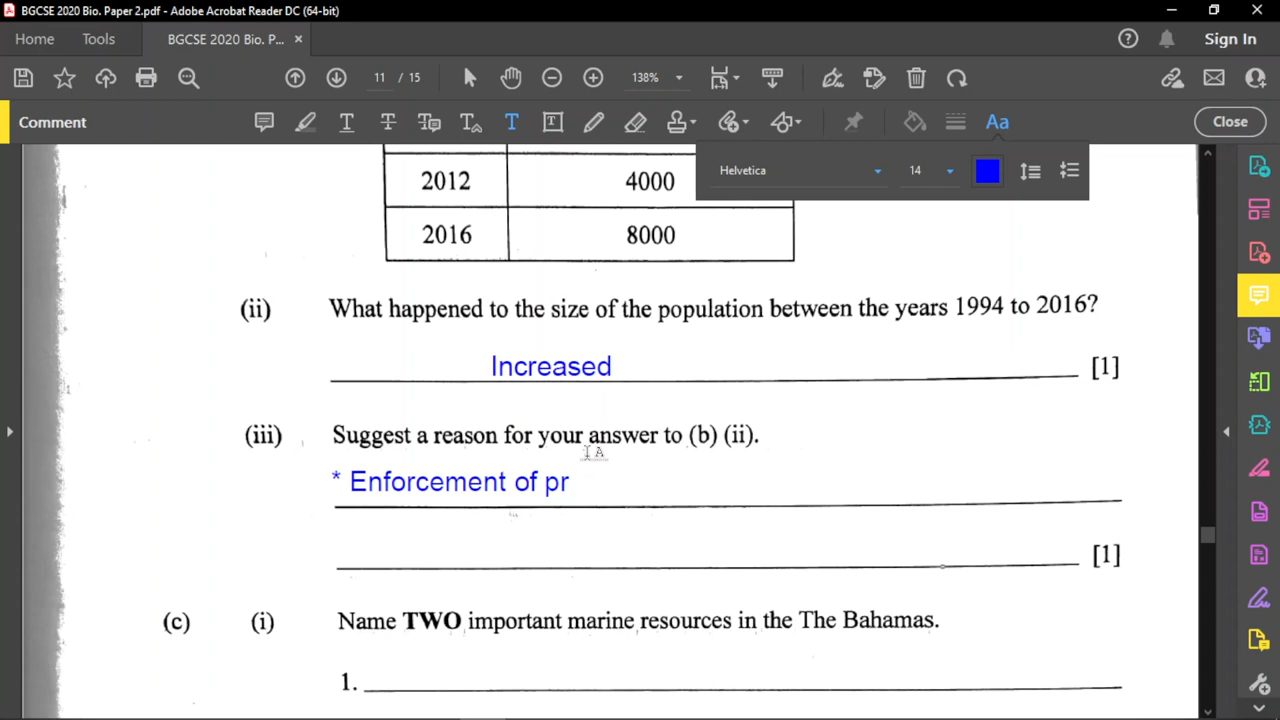 BGCSE 2020 Bio. Paper 2.pdf - Adobe Acrobat Reader DC (64-bit)
Home Tools BGCSE 2020 Bio. P... × Sign In
11 / 15 138%
Comment Aa Close
Helvetica 14
2012 4000
2016 8000
(ii) What happened to the size of the population between the years 1994 to 2016?
Increased [1]
(iii) Suggest a reason for your answer to (b) (ii).
* Enforcement of pr
[1]
(c) (i) Name TWO important marine resources in the The Bahamas.
1.